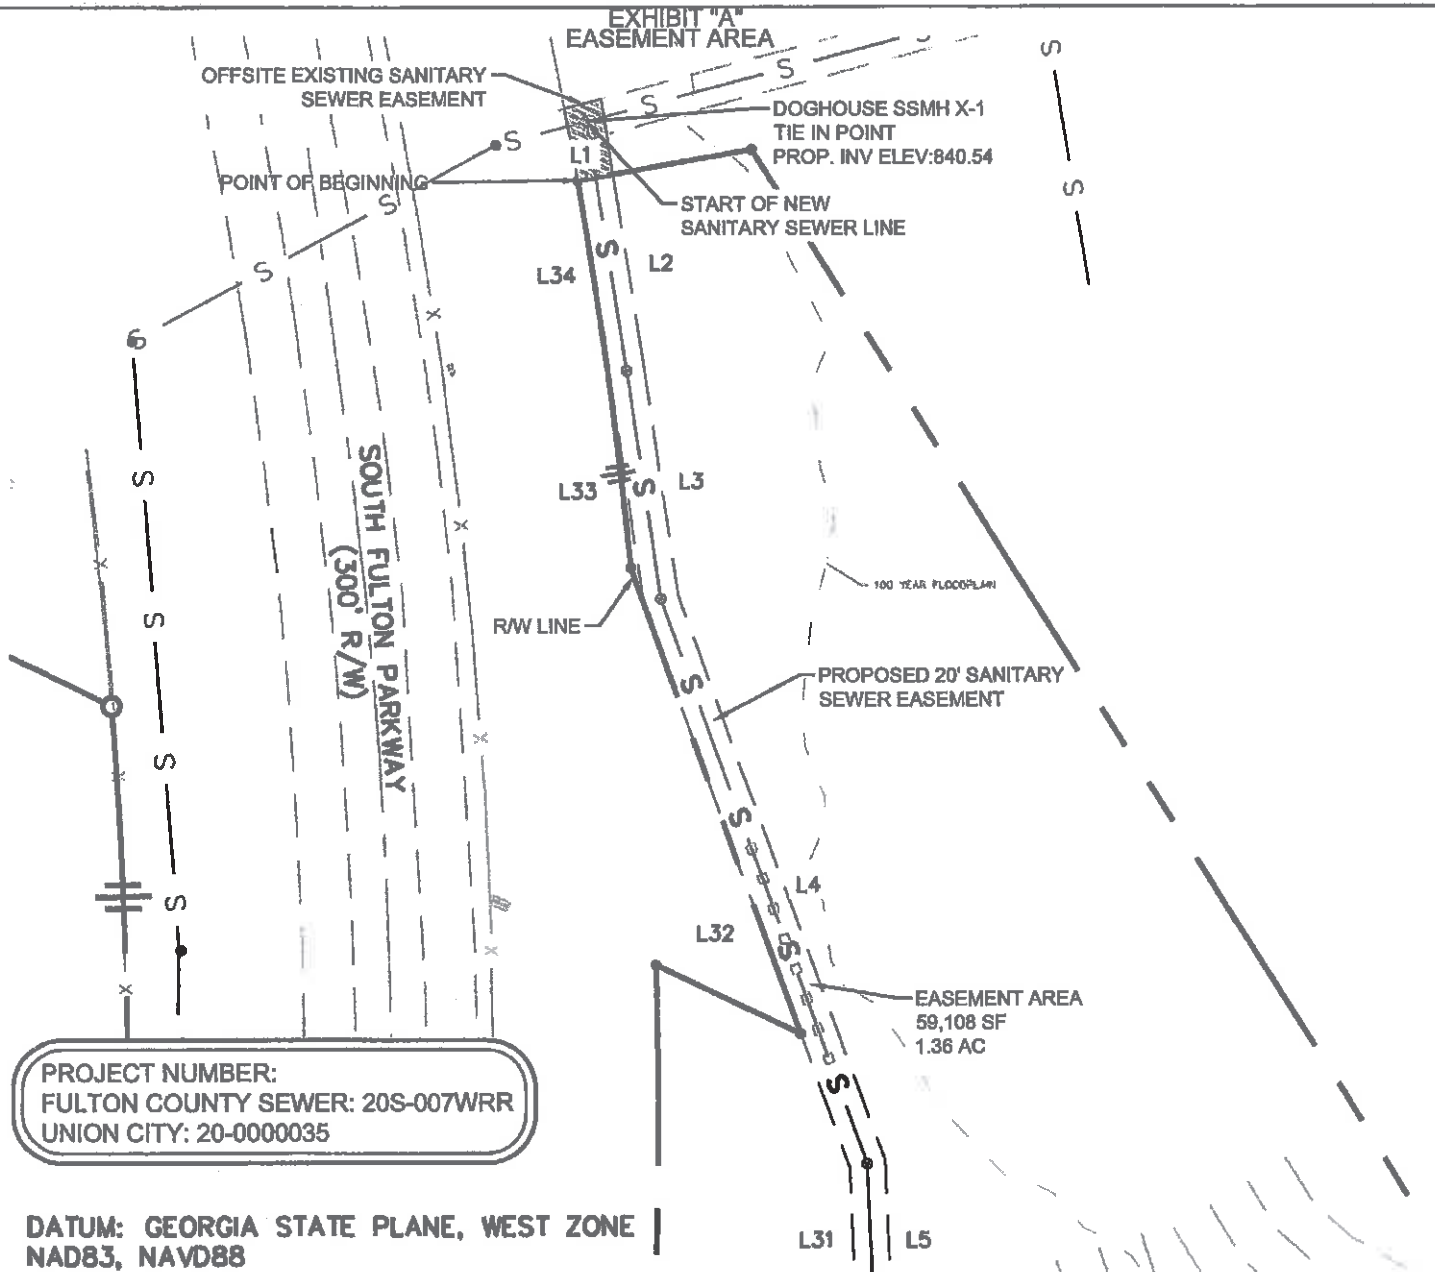 EXHIBIT "A"
EASEMENT AREA
OFFSITE EXISTING SANITARY
SEWER EASEMENT
S
S
S
S
DOGHOUSE SSMH X-1
TIE IN POINT
PROP. INV ELEV:840.54
L1
POINT OF BEGINNING
S
S
START OF NEW
SANITARY SEWER LINE
S
L2
L34
S
X
S
S
L33
S
L3
X
X
SOUTH FULTON PARKWAY
(300' R/W)
100 YEAR FLOODPLAIN
R/W LINE
S
PROPOSED 20' SANITARY
SEWER EASEMENT
S
X
S
X
S
L4
S
L32
S
X
X
EASEMENT AREA
59,108 SF
1.36 AC
S
PROJECT NUMBER:
FULTON COUNTY SEWER: 20S-007WRR
UNION CITY: 20-0000035
DATUM: GEORGIA STATE PLANE, WEST ZONE
NAD83, NAVD88
L31
L5